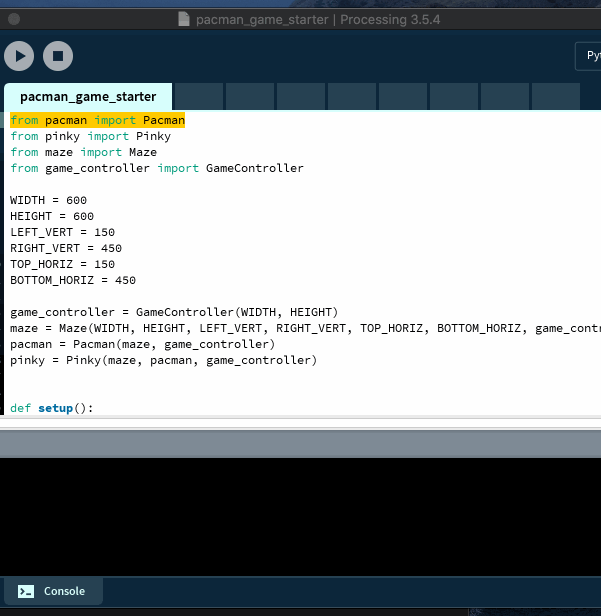 pacman_game_starter | Processing 3.5.4
Py
pacman_game_starter
from pacman import Pacman
from pinky import Pinky
from maze import Maze
from game_controller import GameController
WIDTH = 600
HEIGHT = 600
LEFT_VERT = 150
RIGHT_VERT = 450
TOP_HORIZ = 150
BOTTOM_HORIZ = 450
game_controller = GameController(WIDTH, HEIGHT)
maze = Maze(WIDTH, HEIGHT, LEFT_VERT, RIGHT_VERT, TOP_HORIZ, BOTTOM_HORIZ, game_contr
pacman = Pacman(maze, game_controller)
pinky = Pinky(maze, pacman, game_controller)
def setup():
Console